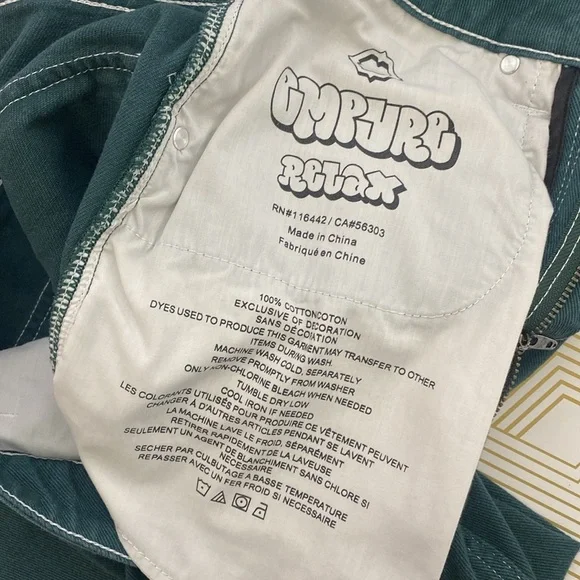 EMPYRE
RELAX
RN#116442 / CA#56303
Made in China
Fabriqué en Chine
100% COTTONCOTON
EXCLUSIVE OF DECORATION
SANS DÉCORATION
DYES USED TO PRODUCE THIS GARMENT MAY TRANSFER TO OTHER
ITEMS DURING WASH.
MACHINE WASH COLD, SEPARATELY
REMOVE PROMPTLY FROM WASHER
ONLY NON-CHLORINE BLEACH WHEN NEEDED
TUMBLE DRY LOW
COOL IRON IF NEEDED
LES COLORANTS UTILISÉS POUR PRODUIRE CE VÊTEMENT PEUVENT
CHANGER À D'AUTRES ARTICLES PENDANT SE LAVENT
LA MACHINE LAVE LE FROID, SÉPARÉMENT
RETIRER RAPIDEMENT DE LA LAVEUSE
SEULEMENT UN AGENT DE BLANCHIMENT SANS CHLORE SI
NÉCESSAIRE
SECHER PAR CULBUTAGE A BASSE TEMPERATURE
REPASSER AVEC UN FER FROID SI NECESSAIRE